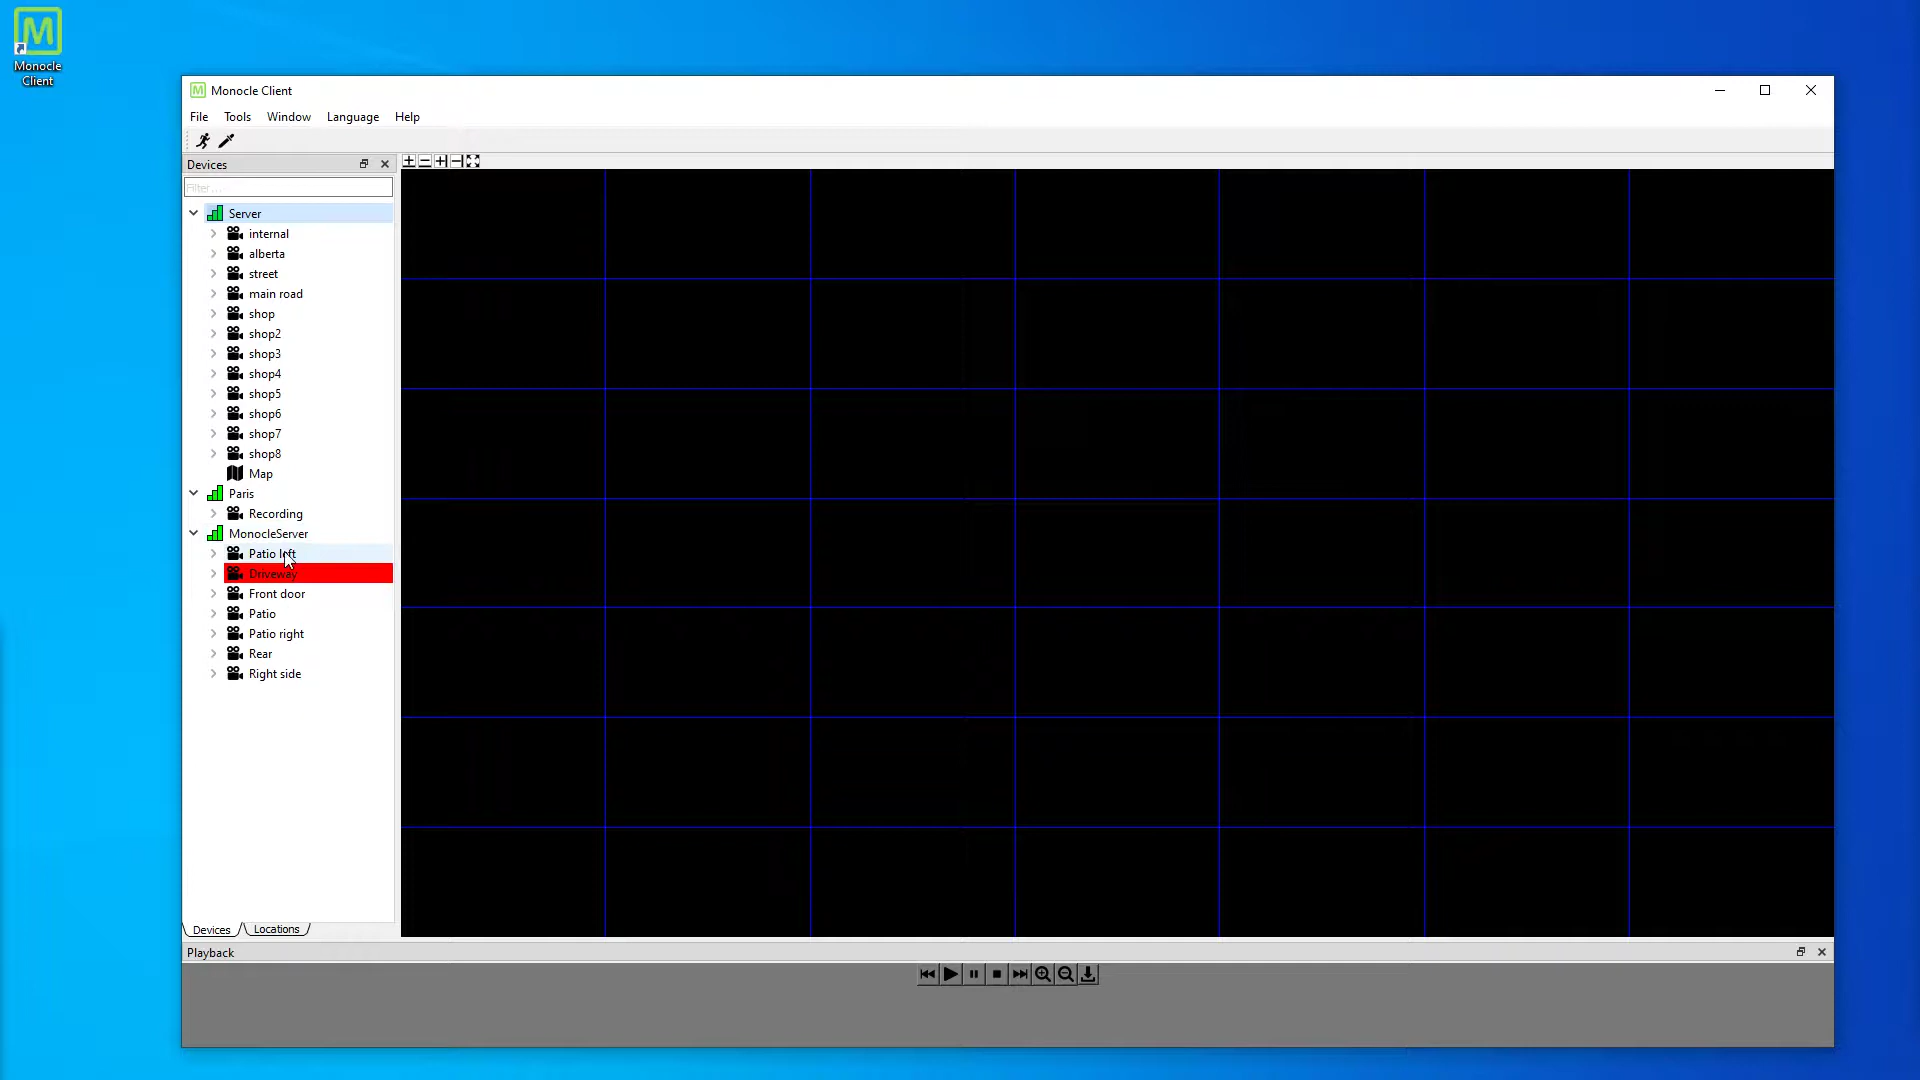 Monocle
Client
Monocle Client
File Tools Window Language Help
Devices
Filter...
Server
internal
alberta
street
main road
shop
shop2
shop3
shop4
shop5
shop6
shop7
shop8
Map
Paris
Recording
MonocleServer
Patio left
Driveway
Front door
Patio
Patio right
Rear
Right side
Devices Locations
Playback